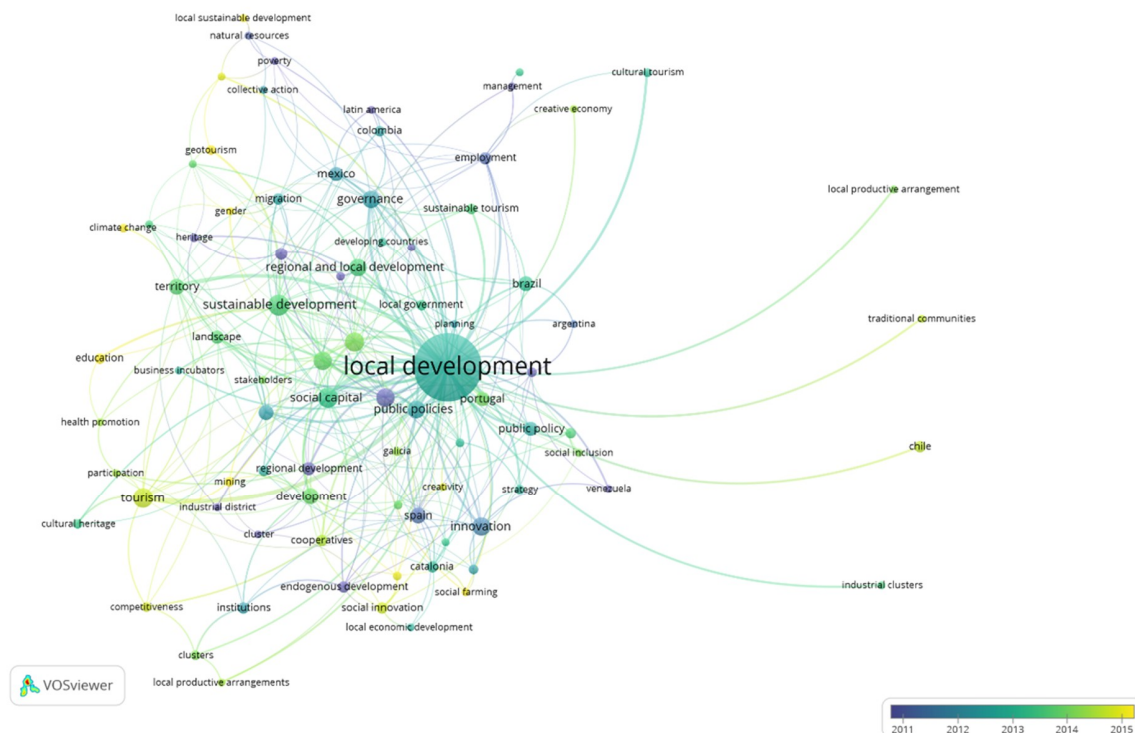 local sustainable development
natural resources
poverty
cultural tourism
management
collective action
creative economy
latin america
colombia
geotourism
employment
mexico
local productive arrangement
migration
governance
gender
sustainable tourism
climate change
heritage
developing countries
regional and local development
territory
brazil
sustainable development
local government
traditional communities
planning
argentina
landscape
education
local development
business incubators
stakeholders
social capital
portugal
public policies
health promotion
public policy
chile
galicia
social inclusion
participation
regional development
mining
creativity
strategy
venezuela
tourism
development
industrial district
spain
cultural heritage
innovation
cluster
cooperatives
catalonia
endogenous development
industrial clusters
social farming
competitiveness
institutions
social innovation
local economic development
clusters
local productive arrangements
VOSviewer
2011 2012 2013 2014 2015